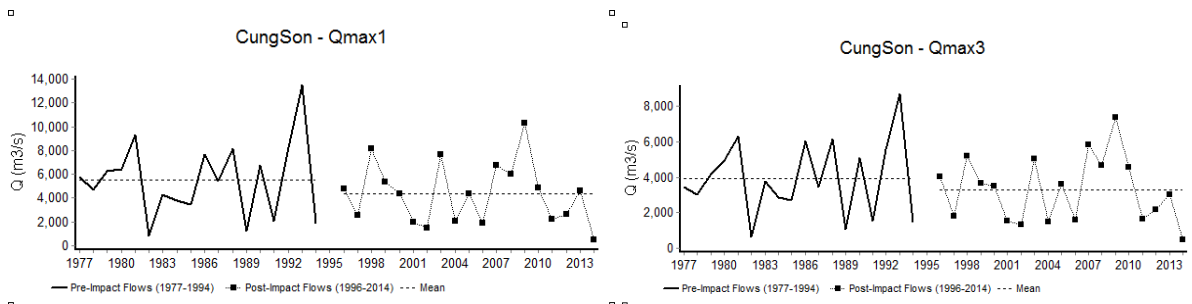 CungSon - Qmax1
Q (m3/s)
14,000
12,000
10,000
8,000
6,000
4,000
2,000
0
1977 1980 1983 1986 1989 1992 1995 1998 2001 2004 2007 2010 2013
Pre-Impact Flows (1977-1994) Post-Impact Flows (1996-2014) Mean
CungSon - Qmax3
Q (m3/s)
8,000
6,000
4,000
2,000
0
1977 1980 1983 1986 1989 1992 1995 1998 2001 2004 2007 2010 2013
Pre-Impact Flows (1977-1994) Post-Impact Flows (1996-2014) Mean